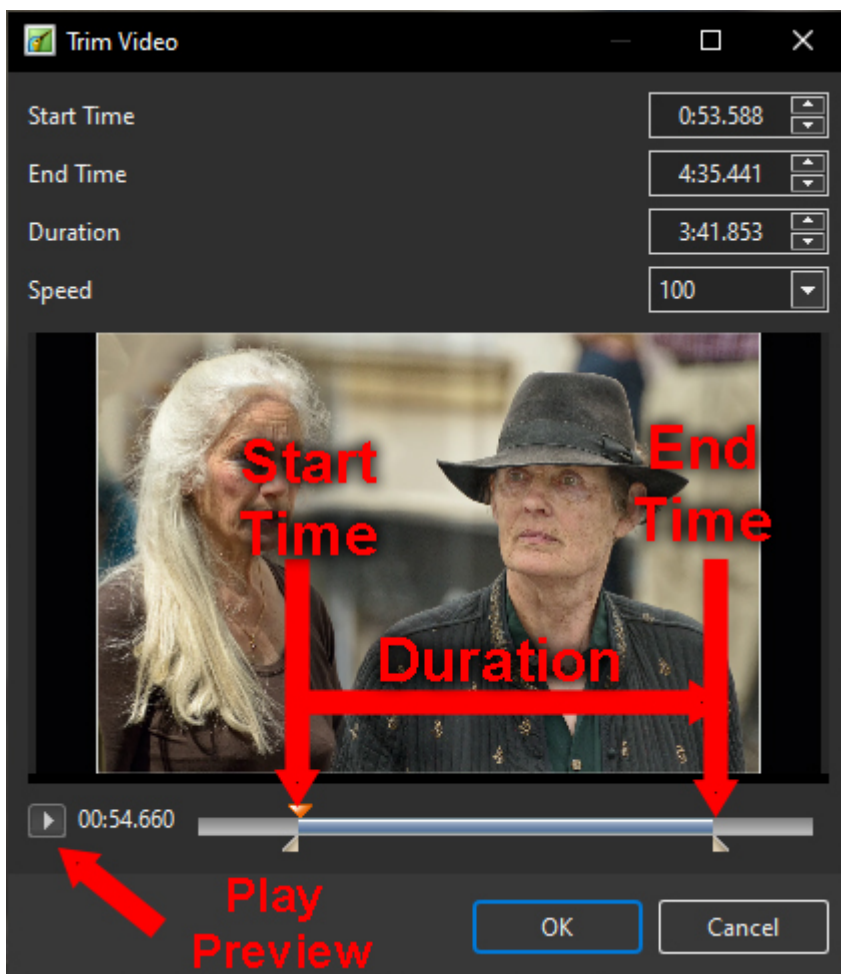 Trim Video
Start Time 0:53.588
End Time 4:35.441
Duration 3:41.853
Speed 100
Start
Time
End
Time
Duration
00:54.660
Play
Preview
OK Cancel